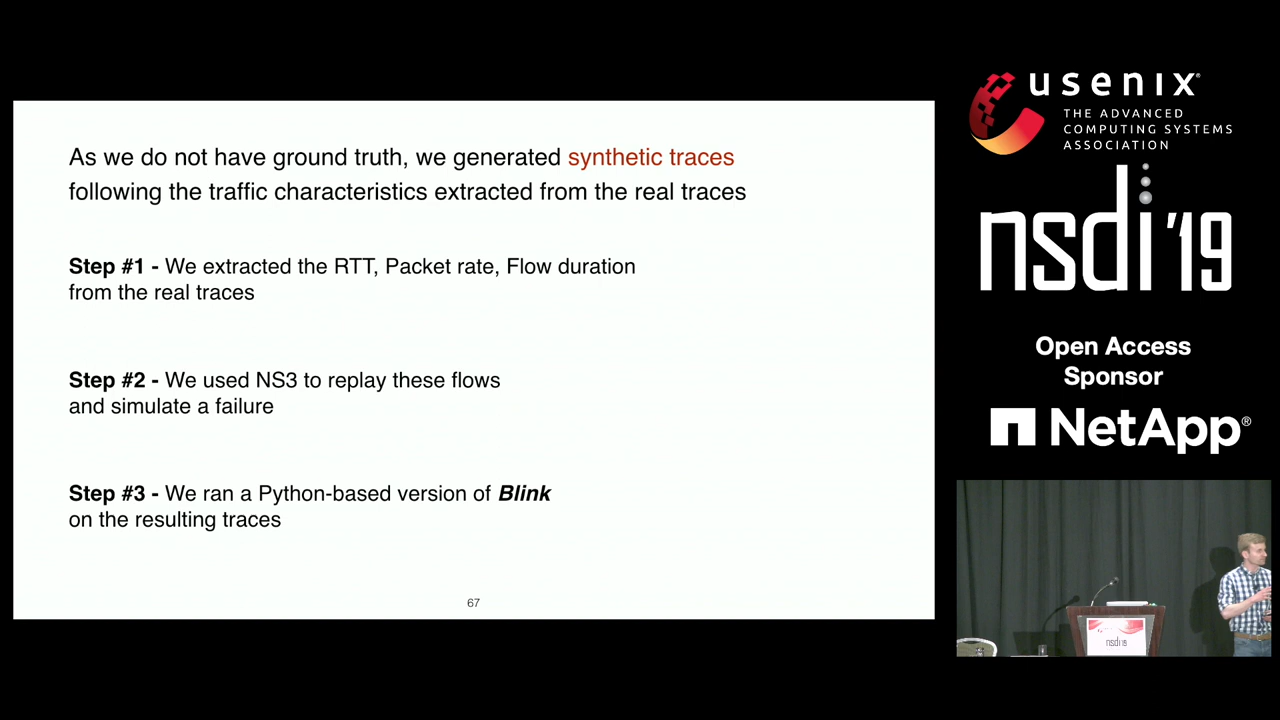 As we do not have ground truth, we generated synthetic traces
following the traffic characteristics extracted from the real traces
Step #1 - We extracted the RTT, Packet rate, Flow duration
from the real traces
Step #2 - We used NS3 to replay these flows
and simulate a failure
Step #3 - We ran a Python-based version of Blink
on the resulting traces
67
usenix®
THE ADVANCED
COMPUTING SYSTEMS
ASSOCIATION
nsdi '19
Open Access
Sponsor
NetApp®
nsdi '19